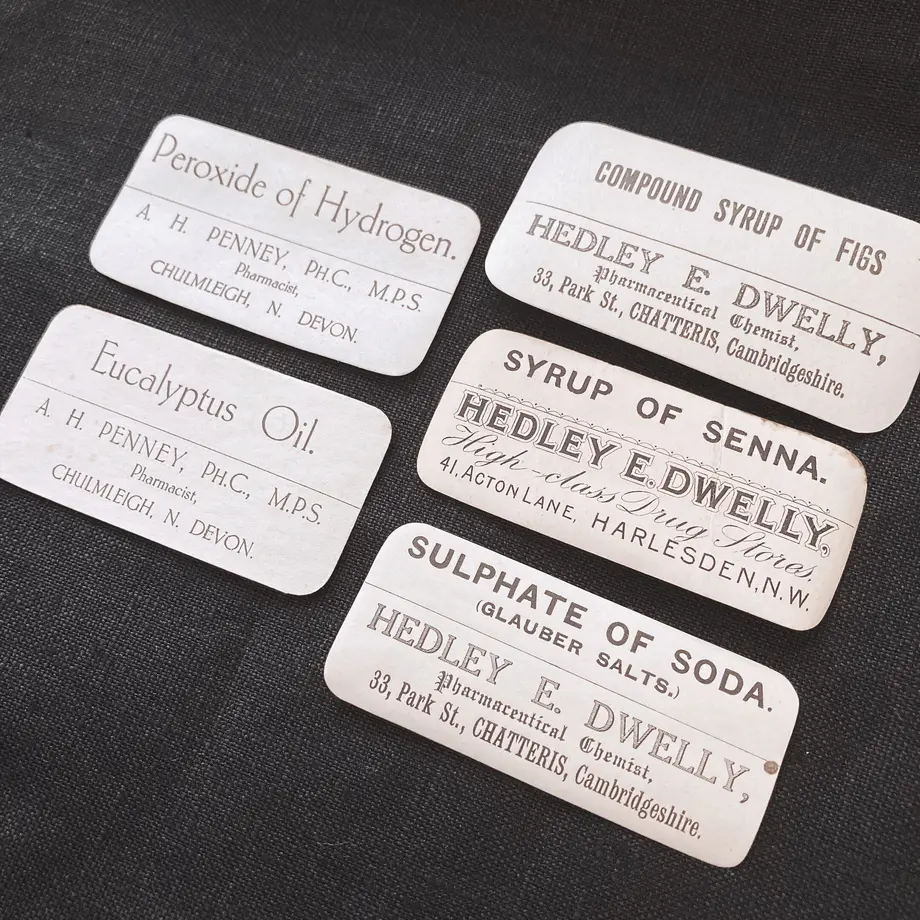 Peroxide of Hydrogen.
A. H. PENNEY, PH.C., M.P.S.
Pharmacist,
CHULMLEIGH, N. DEVON.
Eucalyptus Oil.
A. H. PENNEY, PH.C., M.P.S.
Pharmacist,
CHULMLEIGH, N. DEVON.
COMPOUND SYRUP OF FIGS
HEDLEY E. DWELLY,
Pharmaceutical Chemist,
33, Park St., CHATTERIS, Cambridgeshire.
SYRUP OF SENNA.
HEDLEY E. DWELLY,
High-class Drug Stores.
41, ACTON LANE, HARLESDEN, N.W.
SULPHATE OF SODA.
(GLAUBER SALTS.)
HEDLEY E. DWELLY,
Pharmaceutical Chemist,
33, Park St., CHATTERIS, Cambridgeshire.